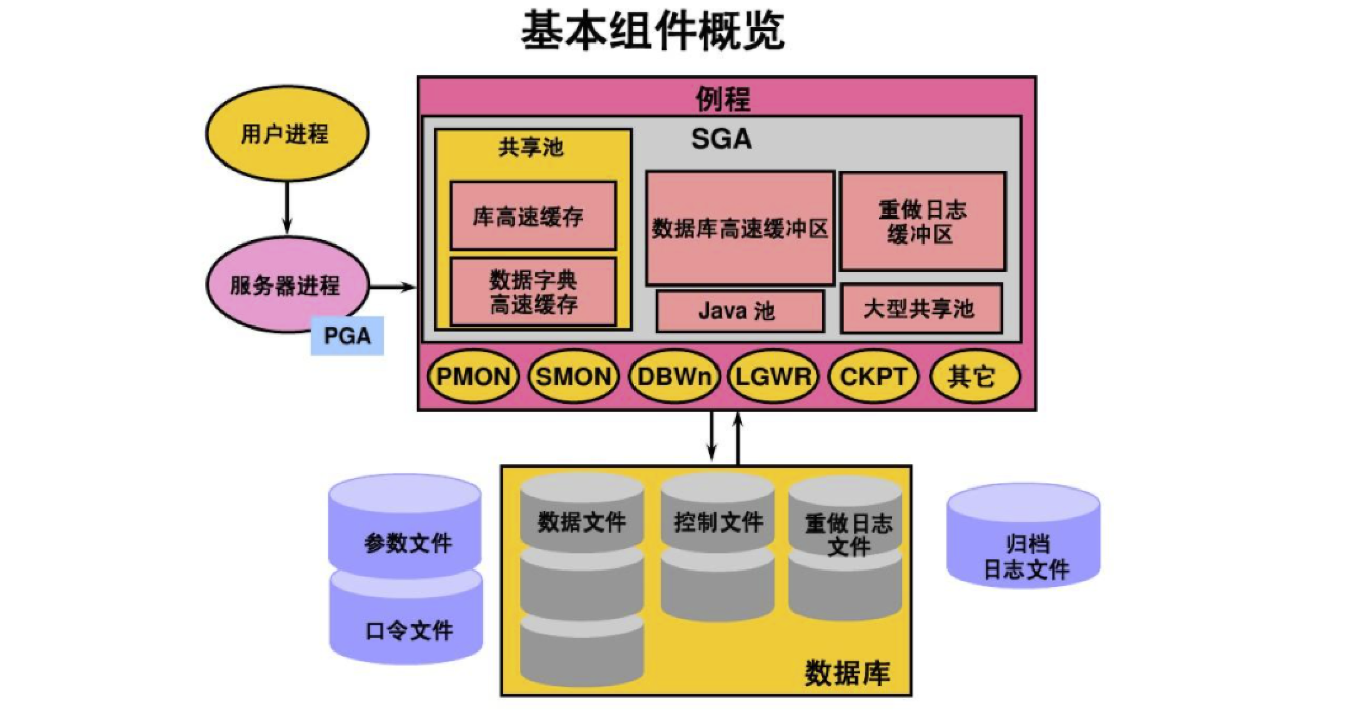 基本组件概览
用户进程
服务器进程
PGA
例程
SGA
共享池
库高速缓存
数据字典
高速缓存
数据库高速缓冲区
重做日志
缓冲区
Java 池
大型共享池
PMON
SMON
DBWn
LGWR
CKPT
其它
参数文件
口令文件
数据文件
控制文件
重做日志
文件
数据库
归档
日志文件